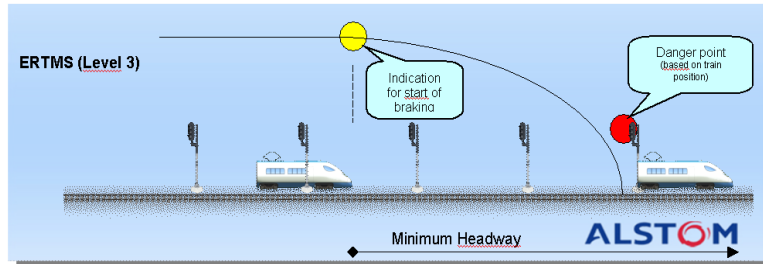 ERTMS (Level 3)
Indication
for start of
braking
Danger point
(based on train
position)
Minimum Headway
ALSTOM